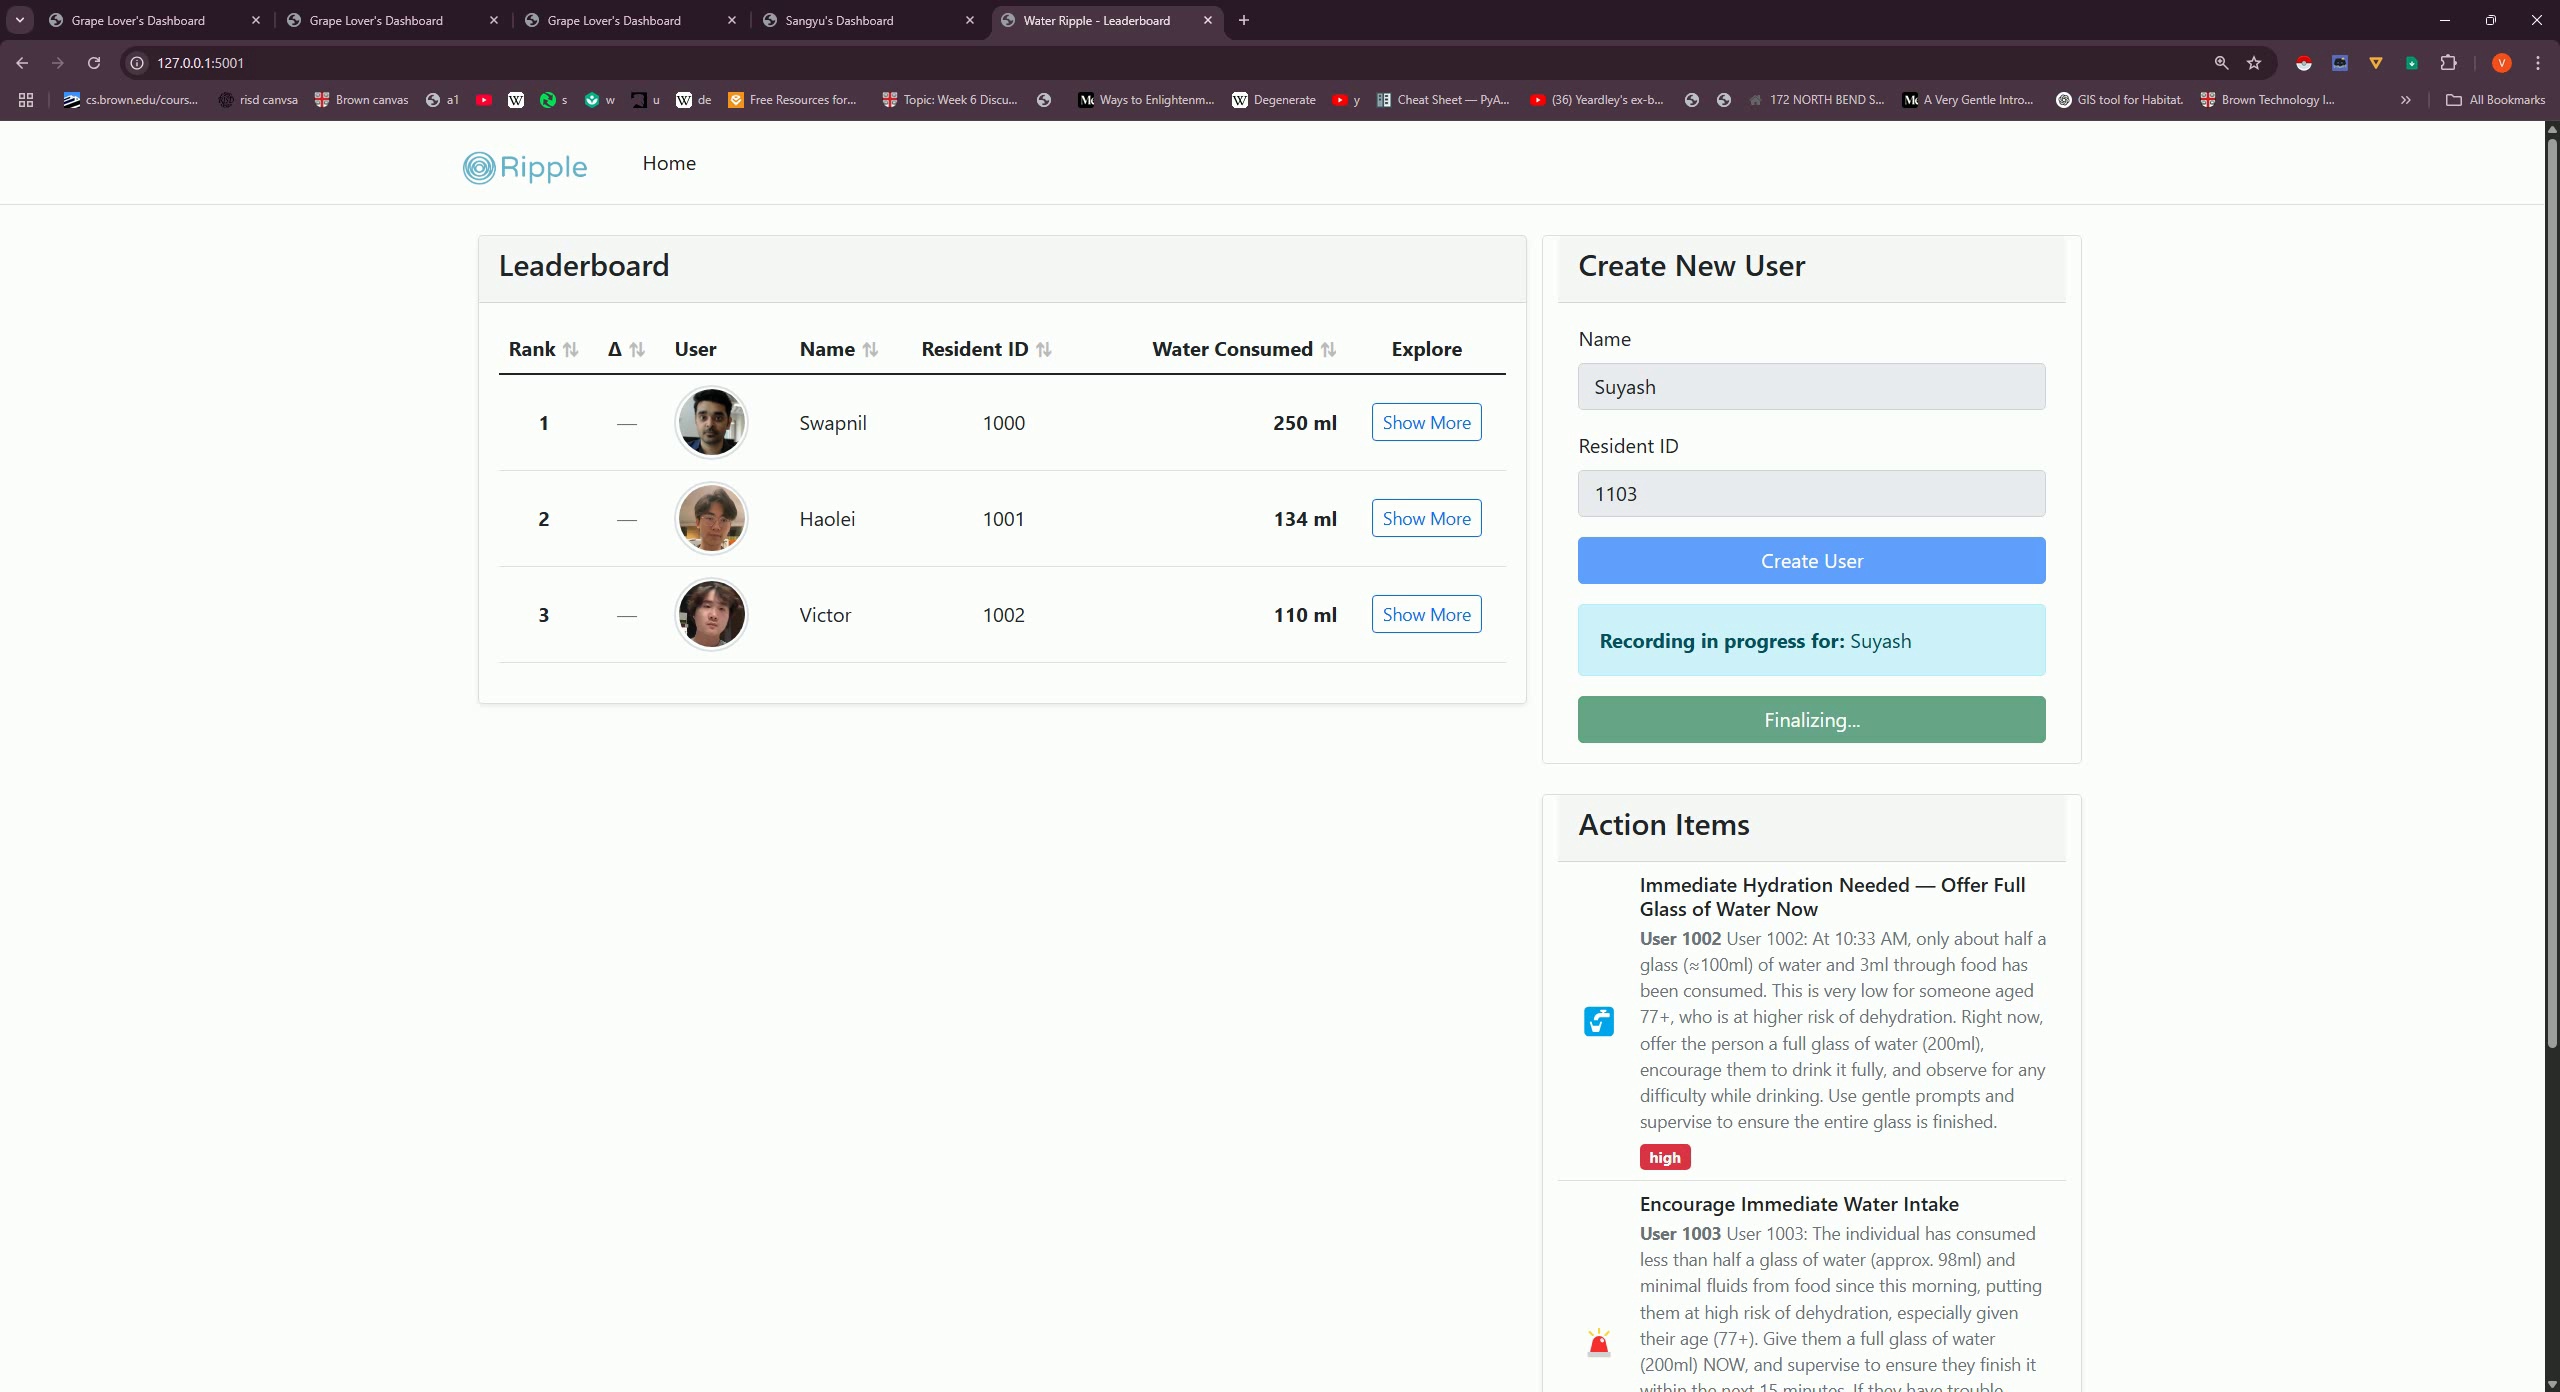 Grape Lover's Dashboard
Grape Lover's Dashboard
Grape Lover's Dashboard
Sangyu's Dashboard
Water Ripple - Leaderboard
127.0.0.1:5001
V
cs.brown.edu/cours...
risd canvsa
Brown canvas
a1
s
w
u
de
Free Resources for...
Topic: Week 6 Discu...
Ways to Enlightenm...
Degenerate
y
Cheat Sheet — PyA...
(36) Yeardley's ex-b...
172 NORTH BEND S...
A Very Gentle Intro...
GIS tool for Habitat.
Brown Technology I...
All Bookmarks
Ripple
Home
Leaderboard
Rank Δ User Name Resident ID Water Consumed Explore
1 — Swapnil 1000 250 ml Show More
2 — Haolei 1001 134 ml Show More
3 — Victor 1002 110 ml Show More
Create New User
Name
Suyash
Resident ID
1103
Create User
Recording in progress for: Suyash
Finalizing...
Action Items
Immediate Hydration Needed — Offer Full
Glass of Water Now
User 1002 User 1002: At 10:33 AM, only about half a
glass (≈100ml) of water and 3ml through food has
been consumed. This is very low for someone aged
77+, who is at higher risk of dehydration. Right now,
offer the person a full glass of water (200ml),
encourage them to drink it fully, and observe for any
difficulty while drinking. Use gentle prompts and
supervise to ensure the entire glass is finished.
high
Encourage Immediate Water Intake
User 1003 User 1003: The individual has consumed
less than half a glass of water (approx. 98ml) and
minimal fluids from food since this morning, putting
them at high risk of dehydration, especially given
their age (77+). Give them a full glass of water
(200ml) NOW, and supervise to ensure they finish it
within the next 15 minutes. If they have trouble